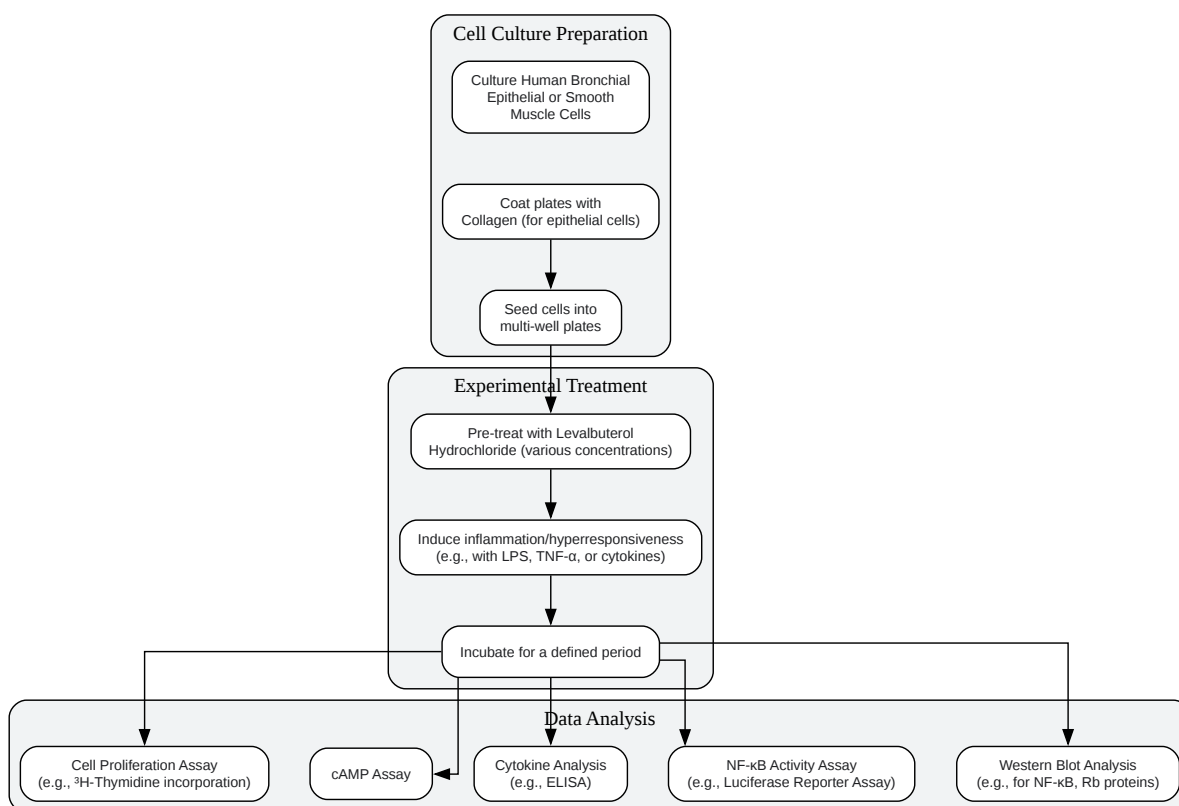 Cell Culture Preparation
Culture Human Bronchial
Epithelial or Smooth
Muscle Cells
Coat plates with
Collagen (for epithelial cells)
Seed cells into
multi-well plates
Experimental Treatment
Pre-treat with Levalbuterol
Hydrochloride (various concentrations)
Induce inflammation/hyperresponsiveness
(e.g., with LPS, TNF-α, or cytokines)
Incubate for a defined period
Data Analysis
Cell Proliferation Assay
(e.g., ³H-Thymidine incorporation)
cAMP Assay
Cytokine Analysis
(e.g., ELISA)
NF-κB Activity Assay
(e.g., Luciferase Reporter Assay)
Western Blot Analysis
(e.g., for NF-κB, Rb proteins)